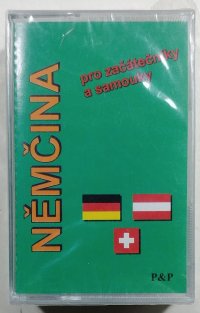 NĚMČINA
pro začátečníky
a samouky
P&P